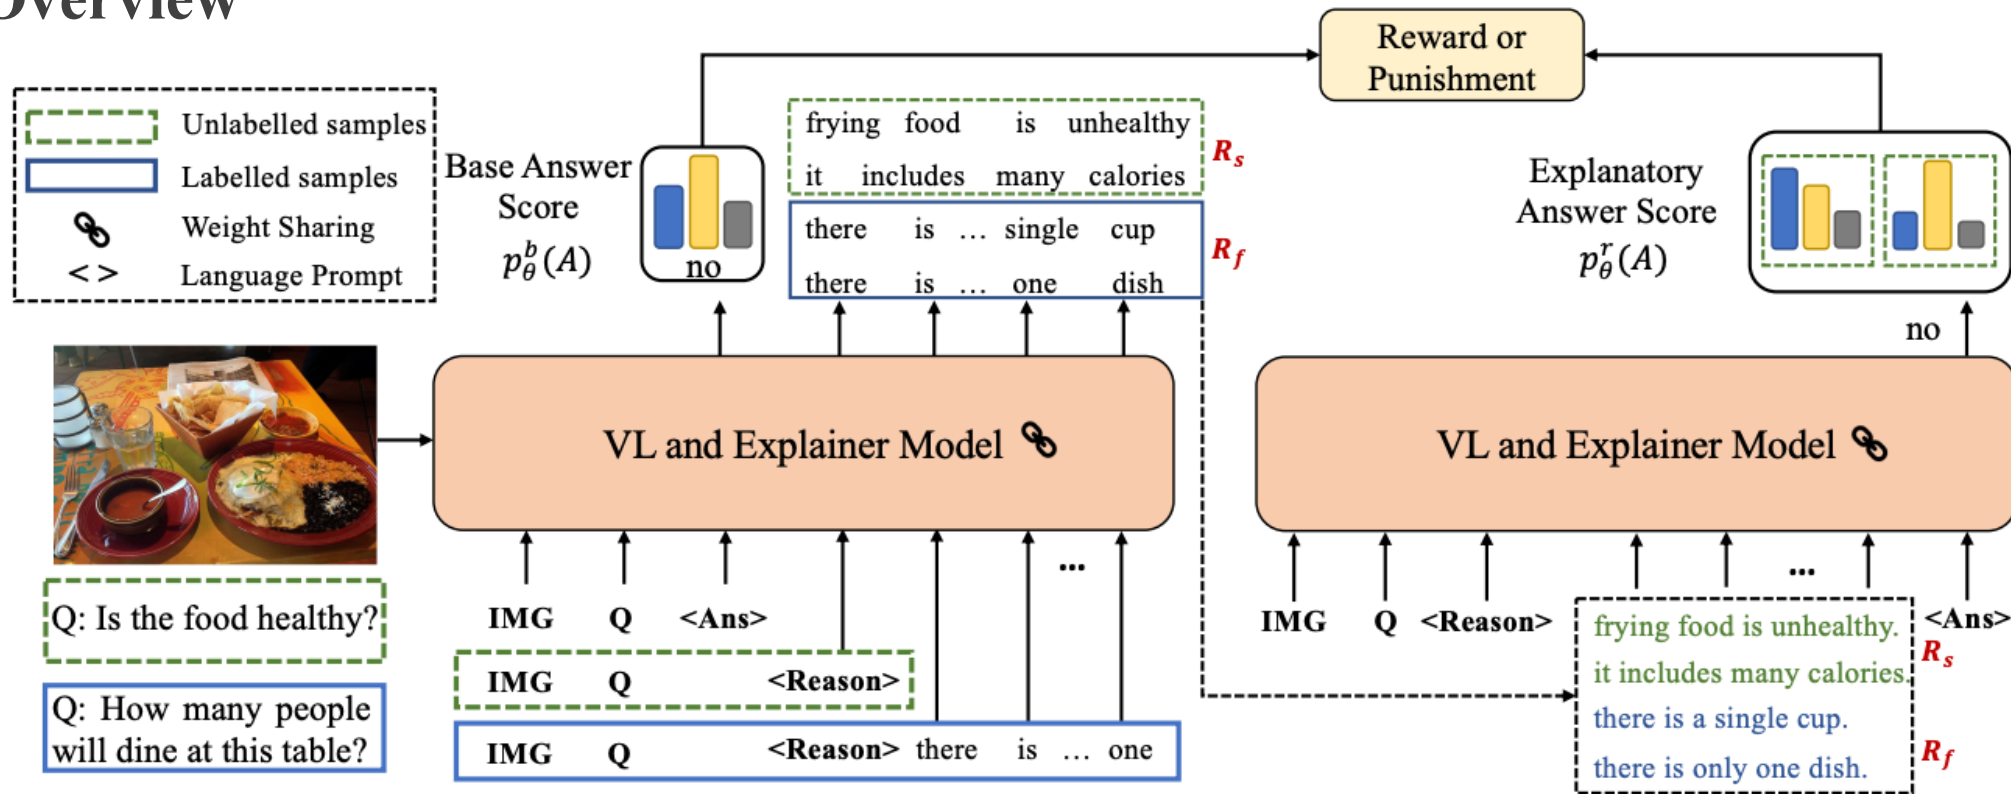 Overview
Unlabelled samples
Labelled samples
Weight Sharing
< > Language Prompt
Base Answer
Score
p_θ^b(A)
no
frying food is unhealthy
it includes many calories
R_s
there is ... single cup
there is ... one dish
R_f
Reward or
Punishment
Explanatory
Answer Score
p_θ^r(A)
no
VL and Explainer Model
VL and Explainer Model
Q: Is the food healthy?
Q: How many people
will dine at this table?
...
IMG Q <Ans>
IMG Q <Reason>
IMG Q <Reason> there is ... one
...
IMG Q <Reason>
<Ans>
frying food is unhealthy.
it includes many calories.
R_s
there is a single cup.
there is only one dish.
R_f